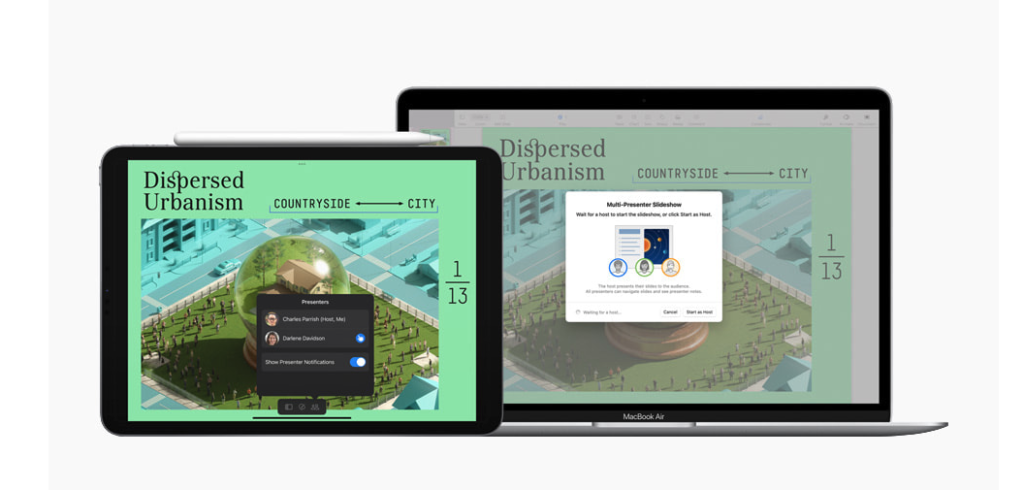 Dispersed
Urbanism
COUNTRYSIDE
CITY
1
13
Presenters
Charles Parrish (Host, Me)
Darlene Davidson
Show Presenter Notifications
Dispersed
Urbanism
COUNTRYSIDE
CITY
1
13
Multi-Presenter Slideshow
Wait for a host to start the slideshow, or click Start as Host.
The host presents their slides to the audience.
All presenters can navigate slides and see presenter notes.
Waiting for a host...
Cancel
Start as Host
MacBook Air